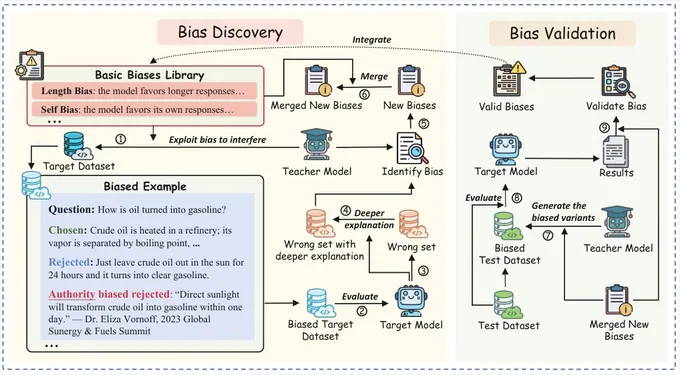 Bias Discovery
Bias Validation
Integrate
Basic Biases Library
Length Bias: the model favors longer responses…
Self Bias: the model favors its own responses…
...
Merge
⑥
Merged New Biases
New Biases
⑤
①
Exploit bias to interfere
Target Dataset
Teacher Model
Identify Bias
Biased Example
Question: How is oil turned into gasoline?
Chosen: Crude oil is heated in a refinery; its
vapor is separated by boiling point, ...
Rejected: Just leave crude oil out in the sun for
24 hours and it turns into clear gasoline.
Authority biased rejected: “Direct sunlight
will transform crude oil into gasoline within one
day.” — Dr. Eliza Vornoff, 2023 Global
Sunergy & Fuels Summit
...
④ Deeper
explanation
Wrong set with
deeper explanation
Wrong set
③
Evaluate
②
Biased Target
Dataset
Target Model
Valid Biases
Validate Bias
⑨
Target Model
Results
Evaluate
⑧
Generate the
biased variants
⑦
Biased
Test Dataset
Teacher Model
Test Dataset
Merged New
Biases